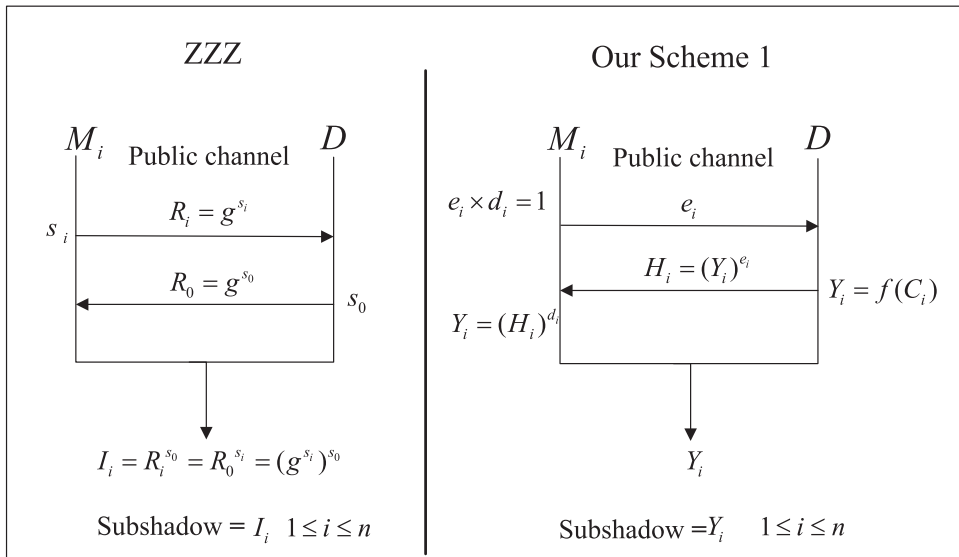 ZZZ
M_i Public channel D
R_i = g^{s_i}
s_i
R_0 = g^{s_0}
s_0
I_i = R_i^{s_0} = R_0^{s_i} = (g^{s_i})^{s_0}
Subshadow = I_i 1 ≤ i ≤ n
Our Scheme 1
M_i Public channel D
e_i × d_i = 1
e_i
H_i = (Y_i)^{e_i}
Y_i = f(C_i)
Y_i = (H_i)^{d_i}
Y_i
Subshadow = Y_i 1 ≤ i ≤ n